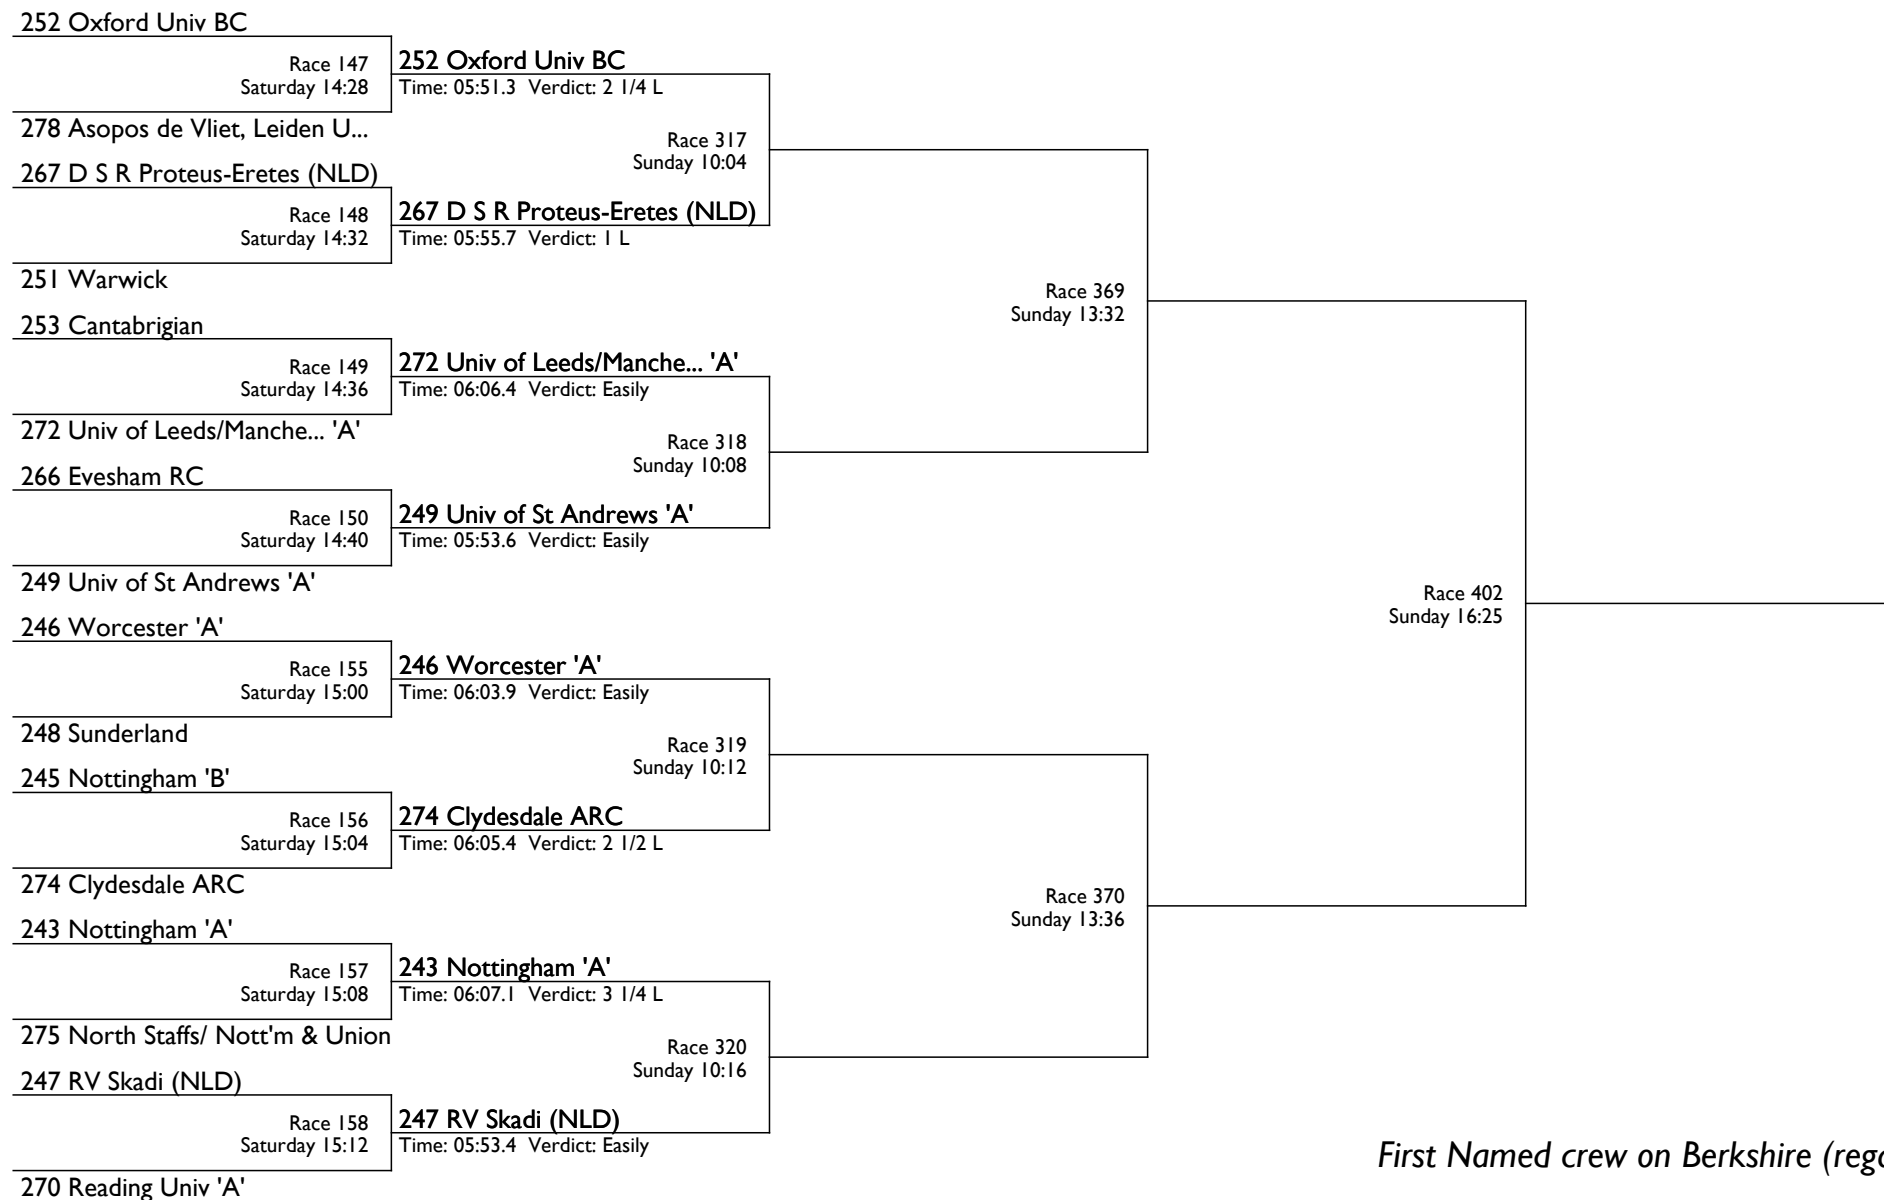 252 Oxford Univ BC
Race 147
Saturday 14:28
278 Asopos de Vliet, Leiden U...
252 Oxford Univ BC
Time: 05:51.3 Verdict: 2 1/4 L
267 D S R Proteus-Eretes (NLD)
Race 148
Saturday 14:32
251 Warwick
267 D S R Proteus-Eretes (NLD)
Time: 05:55.7 Verdict: 1 L
Race 317
Sunday 10:04
253 Cantabrigian
Race 149
Saturday 14:36
272 Univ of Leeds/Manche... 'A'
272 Univ of Leeds/Manche... 'A'
Time: 06:06.4 Verdict: Easily
266 Evesham RC
Race 150
Saturday 14:40
249 Univ of St Andrews 'A'
249 Univ of St Andrews 'A'
Time: 05:53.6 Verdict: Easily
Race 318
Sunday 10:08
Race 369
Sunday 13:32
246 Worcester 'A'
Race 155
Saturday 15:00
248 Sunderland
246 Worcester 'A'
Time: 06:03.9 Verdict: Easily
245 Nottingham 'B'
Race 156
Saturday 15:04
274 Clydesdale ARC
274 Clydesdale ARC
Time: 06:05.4 Verdict: 2 1/2 L
Race 319
Sunday 10:12
243 Nottingham 'A'
Race 157
Saturday 15:08
275 North Staffs/ Nott'm & Union
243 Nottingham 'A'
Time: 06:07.1 Verdict: 3 1/4 L
247 RV Skadi (NLD)
Race 158
Saturday 15:12
270 Reading Univ 'A'
247 RV Skadi (NLD)
Time: 05:53.4 Verdict: Easily
Race 320
Sunday 10:16
Race 370
Sunday 13:36
Race 402
Sunday 16:25
First Named crew on Berkshire